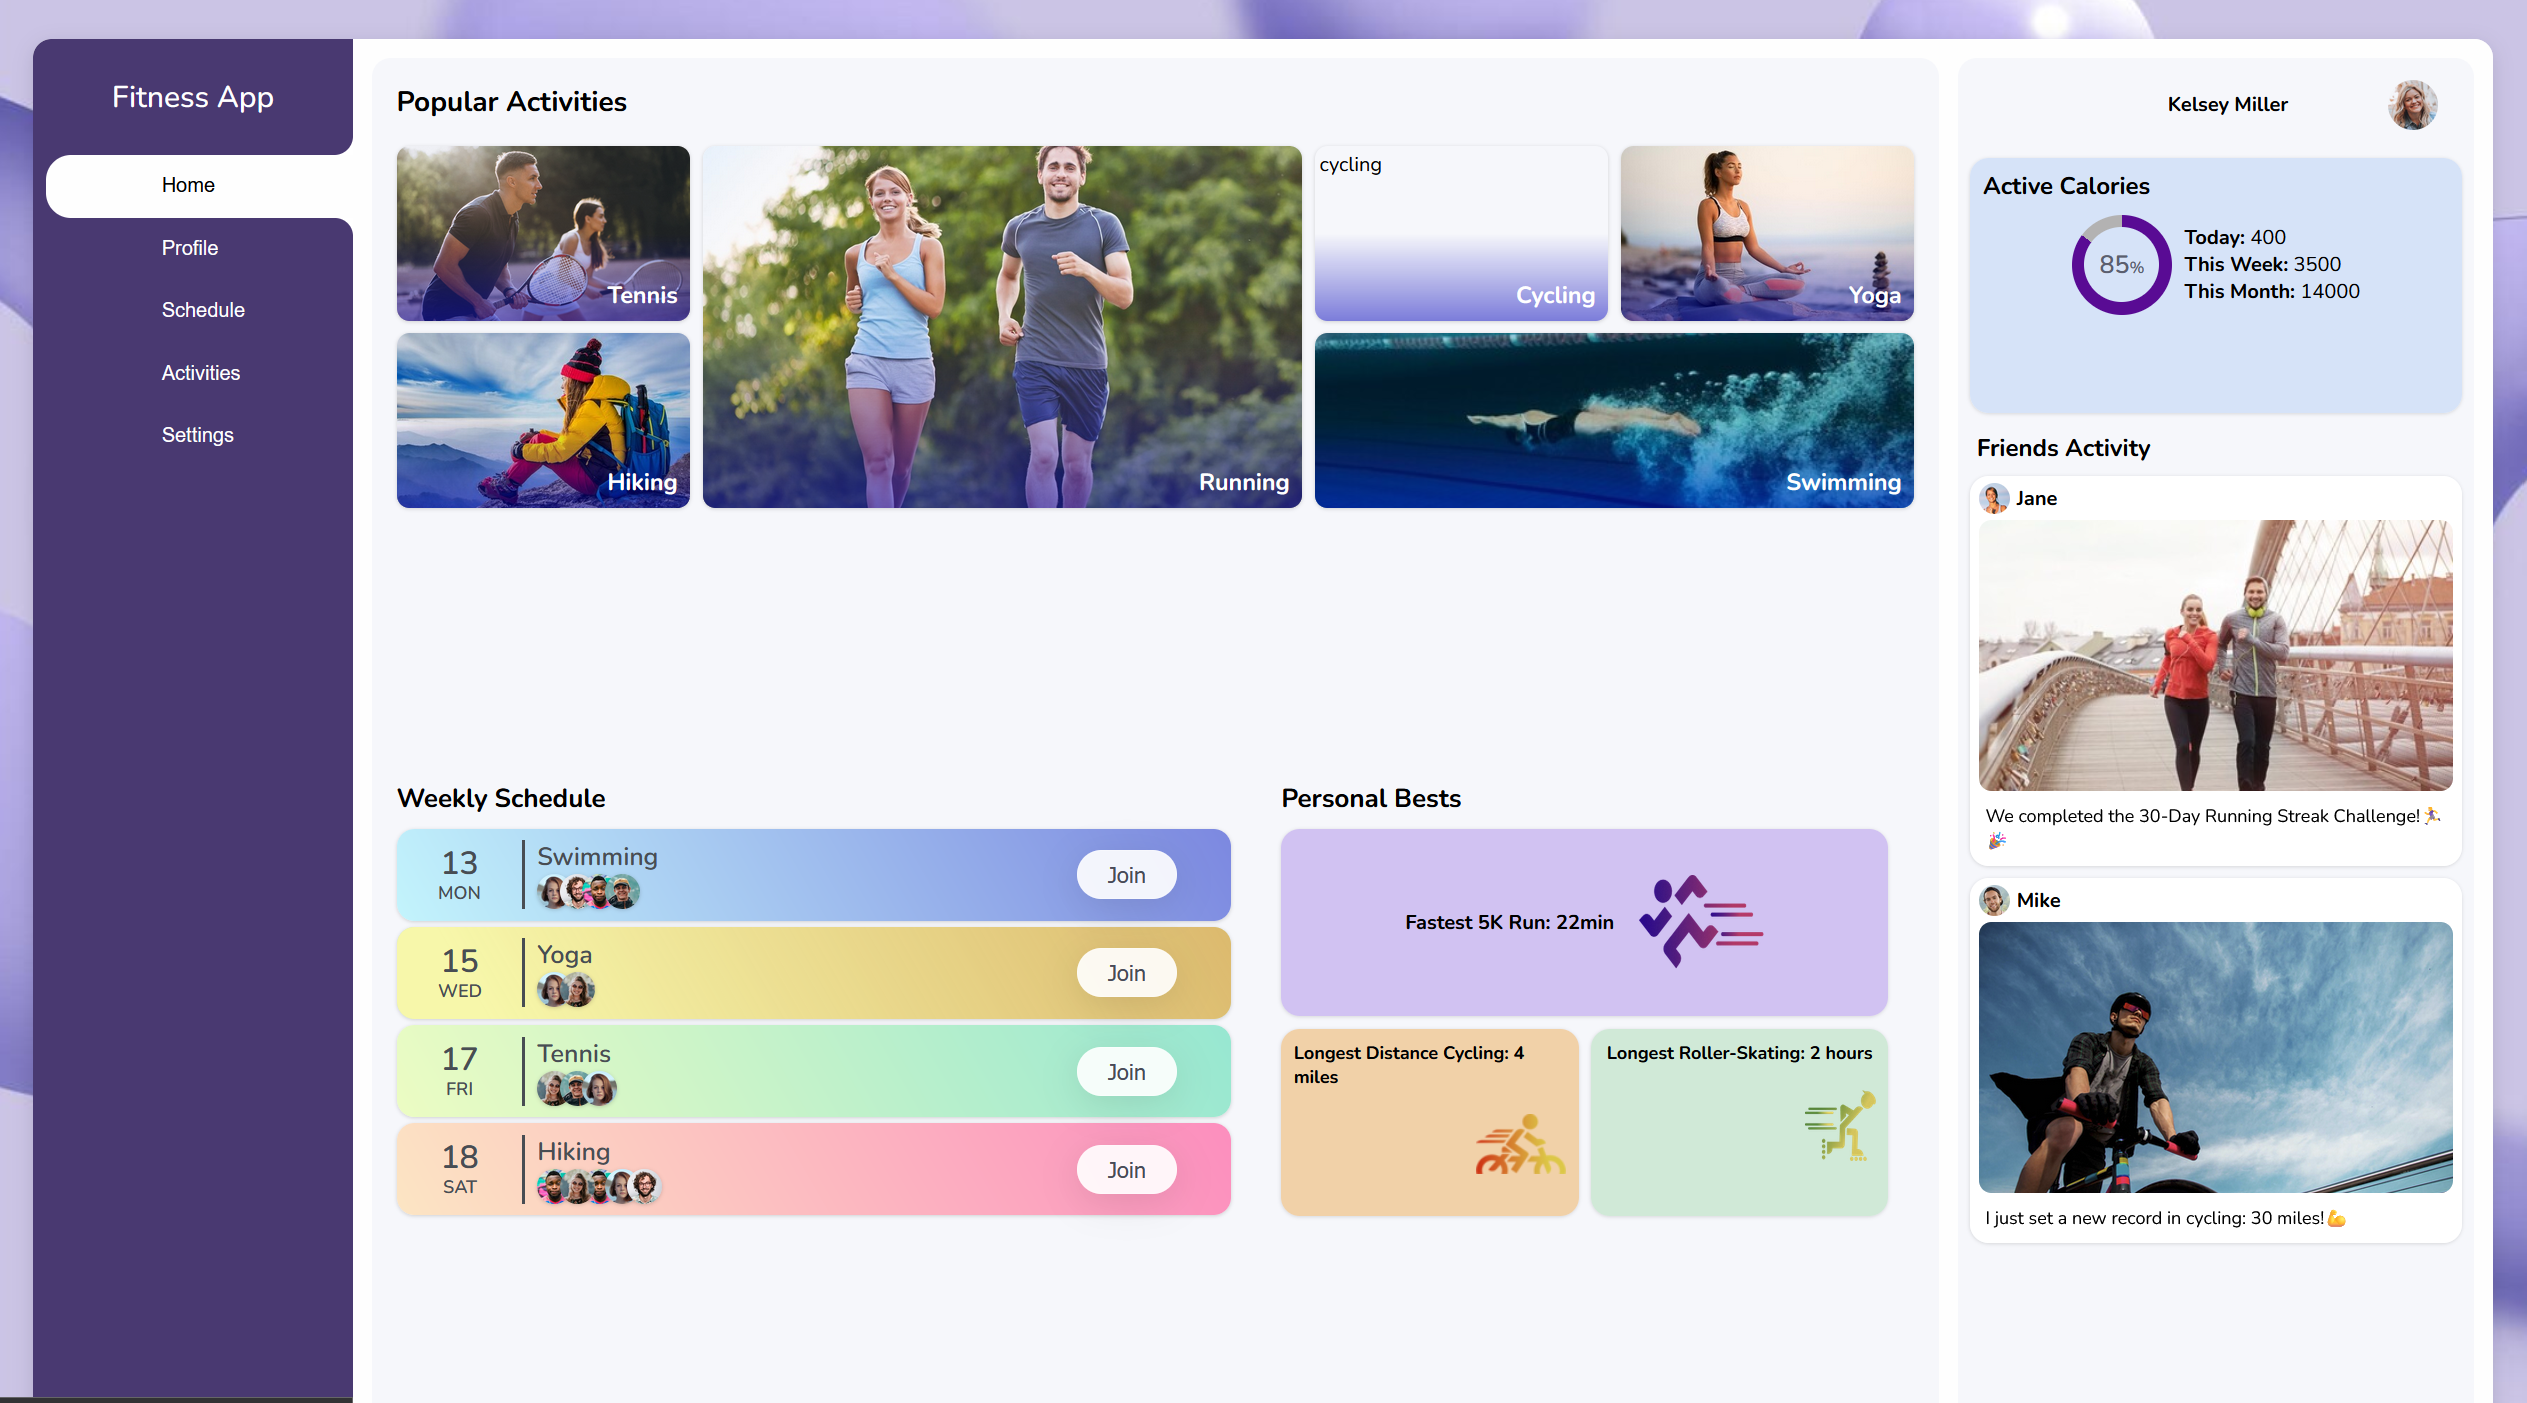 Fitness App
Home
Profile
Schedule
Activities
Settings
Popular Activities
Tennis
Running
cycling
Cycling
Yoga
Hiking
Swimming
Weekly Schedule
13
MON
Swimming
Join
15
WED
Yoga
Join
17
FRI
Tennis
Join
18
SAT
Hiking
Join
Personal Bests
Fastest 5K Run: 22min
Longest Distance Cycling: 4
miles
Longest Roller-Skating: 2 hours
Kelsey Miller
Active Calories
85%
Today: 400
This Week: 3500
This Month: 14000
Friends Activity
Jane
We completed the 30-Day Running Streak Challenge!🏃‍♀️
🎉
Mike
I just set a new record in cycling: 30 miles!💪